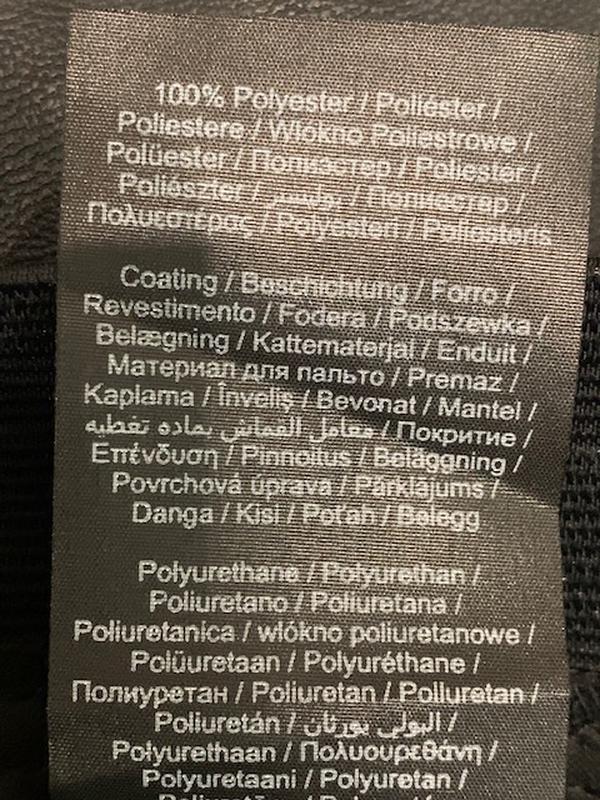 100% Polyester / Poliéster /
Poliestere / Włókno Poliestrowe /
Polüester / Полиэстер / Poliester /
Poliészter / بوليستر / Полиестер /
Πολυεστέρας / Polyesteri / Poliesteris
Coating / Beschichtung / Forro /
Revestimento / Fodera / Podszewka /
Belægning / Kattematerjal / Enduit /
Материал для пальто / Premaz /
Kaplama / Înveliș / Bevonat / Mantel /
معامل القماش بماده تغطيه / Покритие /
Επένδυση / Pinnoitus / Beläggning /
Povrchová úprava / Pārklājums /
Danga / Kisi / Poťah / Belegg
Polyurethane / Polyurethan /
Poliuretano / Poliuretana /
Poliuretanica / włókno poliuretanowe /
Polüuretaan / Polyuréthane /
Полиуретан / Poliuretan / Poliuretan /
Poliuretán / البولى يورثان /
Polyurethaan / Πολυουρεθάνη /
Polyuretaani / Polyuretan /